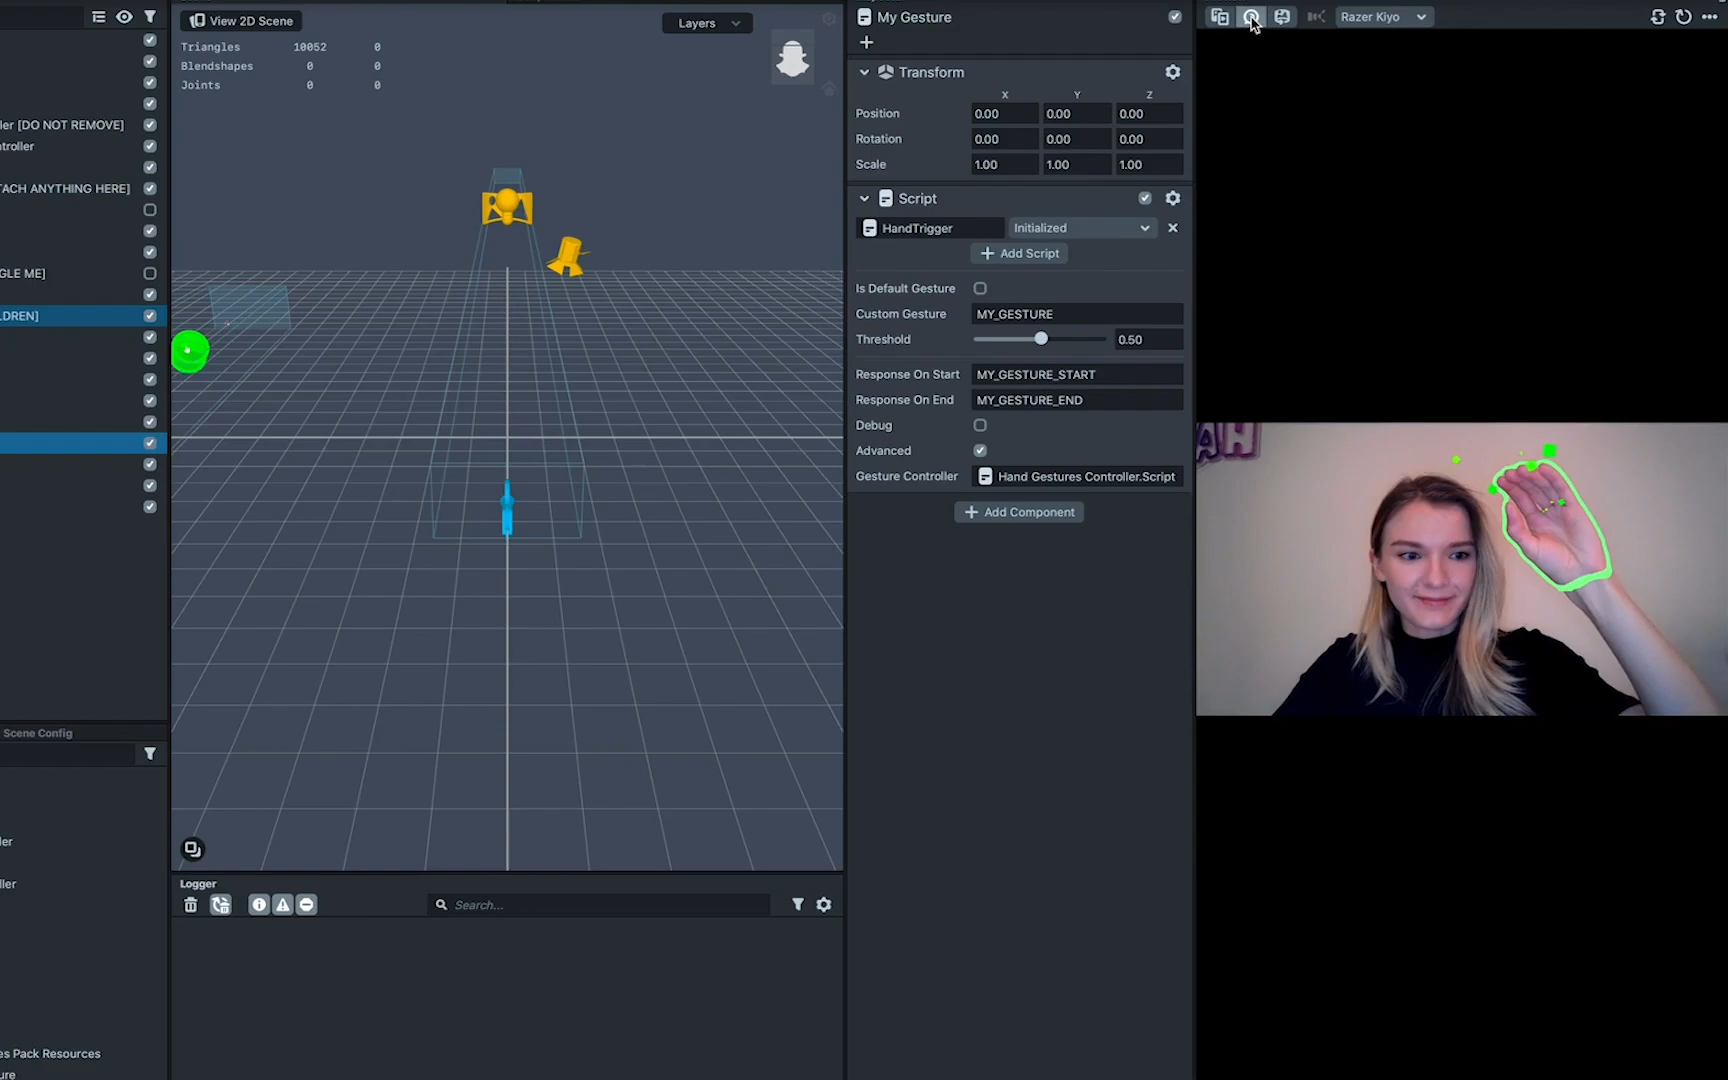 ler [DO NOT REMOVE]
troller
TACH ANYTHING HERE]
GLE ME]
LDREN]
Scene Config
ler
ler
es Pack Resources
ure
View 2D Scene
Layers
Triangles 10052 0
Blendshapes 0 0
Joints 0 0
Logger
Search...
My Gesture
Transform
X Y Z
Position 0.00 0.00 0.00
Rotation 0.00 0.00 0.00
Scale 1.00 1.00 1.00
Script
HandTrigger Initialized
Add Script
Is Default Gesture
Custom Gesture MY_GESTURE
Threshold 0.50
Response On Start MY_GESTURE_START
Response On End MY_GESTURE_END
Debug
Advanced
Gesture Controller Hand Gestures Controller.Script
Add Component
Razer Kiyo